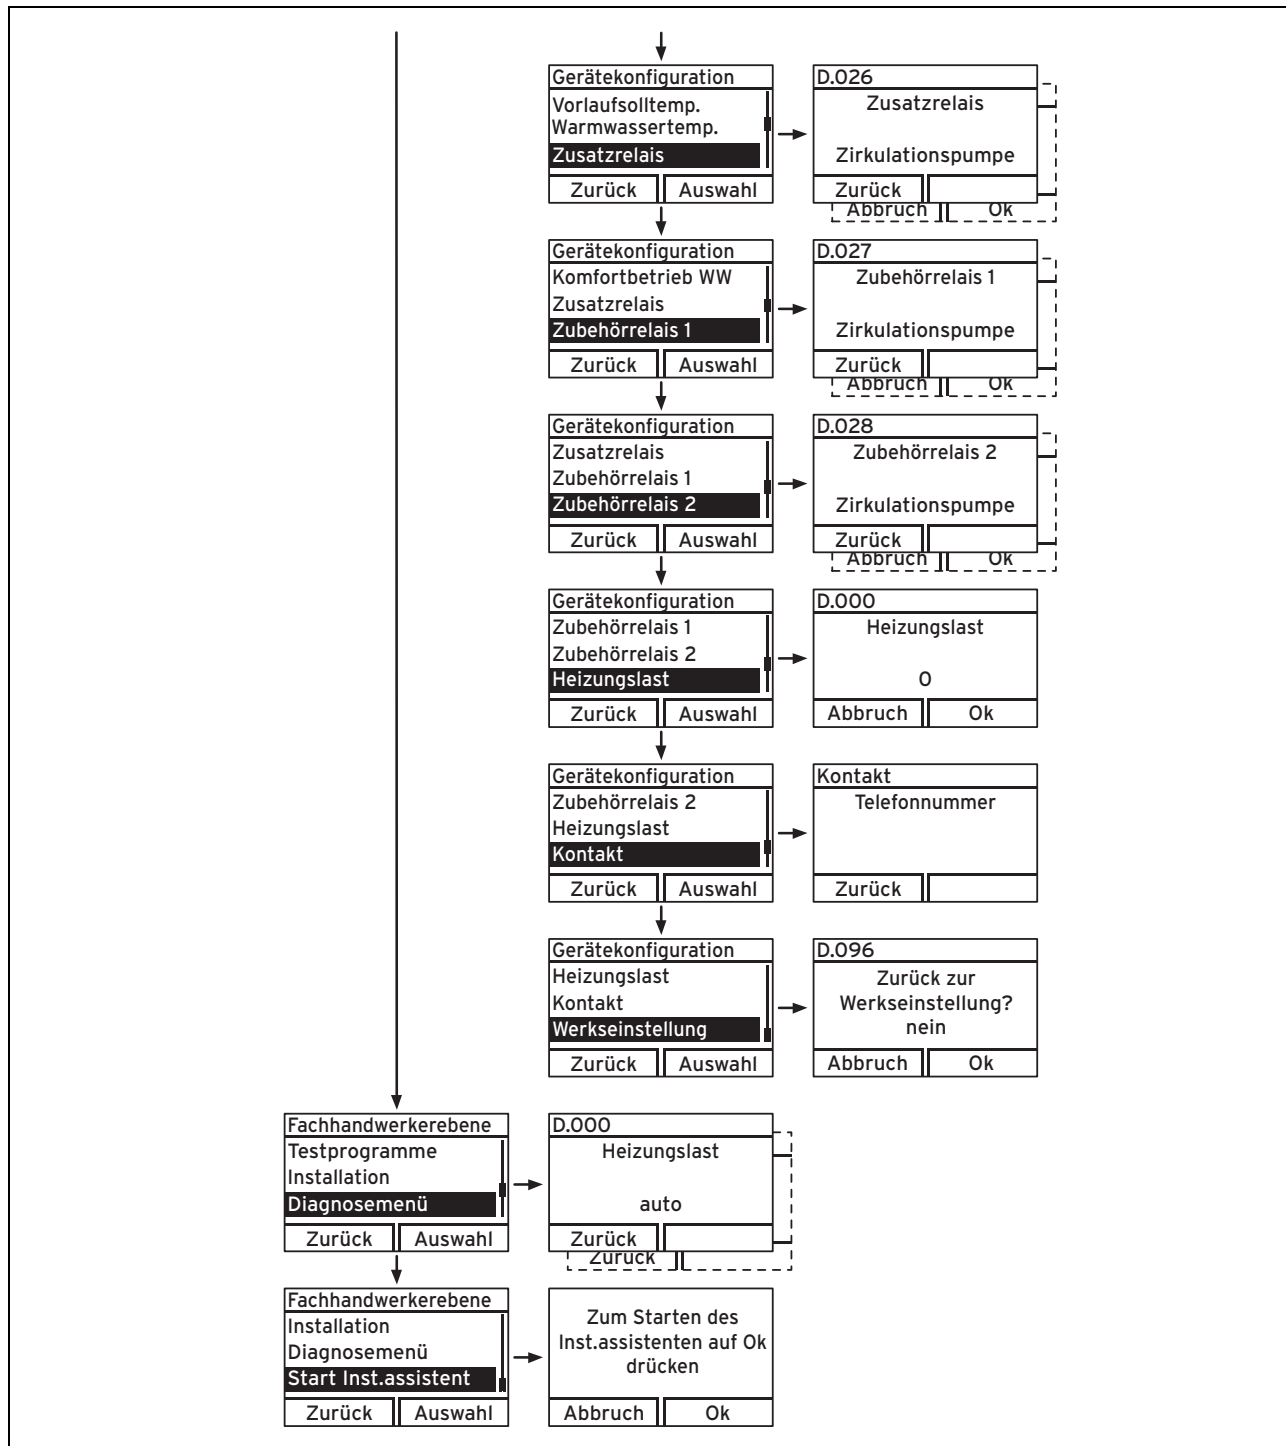 Gerätekonfiguration
Vorlaufsolltemp.
Warmwassertemp.
Zusatzrelais
Zurück Auswahl
D.026
Zusatzrelais
Zirkulationspumpe
Zurück
Abbruch Ok
Gerätekonfiguration
Komfortbetrieb WW
Zusatzrelais
Zubehörrelais 1
Zurück Auswahl
D.027
Zubehörrelais 1
Zirkulationspumpe
Zurück
Abbruch Ok
Gerätekonfiguration
Zusatzrelais
Zubehörrelais 1
Zubehörrelais 2
Zurück Auswahl
D.028
Zubehörrelais 2
Zirkulationspumpe
Zurück
Abbruch Ok
Gerätekonfiguration
Zubehörrelais 1
Zubehörrelais 2
Heizungslast
Zurück Auswahl
D.000
Heizungslast
0
Abbruch Ok
Gerätekonfiguration
Zubehörrelais 2
Heizungslast
Kontakt
Zurück Auswahl
Kontakt
Telefonnummer
Zurück
Gerätekonfiguration
Heizungslast
Kontakt
Werkseinstellung
Zurück Auswahl
D.096
Zurück zur
Werkseinstellung?
nein
Abbruch Ok
Fachhandwerkerebene
Testprogramme
Installation
Diagnosemenü
Zurück Auswahl
D.000
Heizungslast
auto
Zurück
Zurück
Fachhandwerkerebene
Installation
Diagnosemenü
Start Inst.assistent
Zurück Auswahl
Zum Starten des
Inst.assistenten auf Ok
drücken
Abbruch Ok